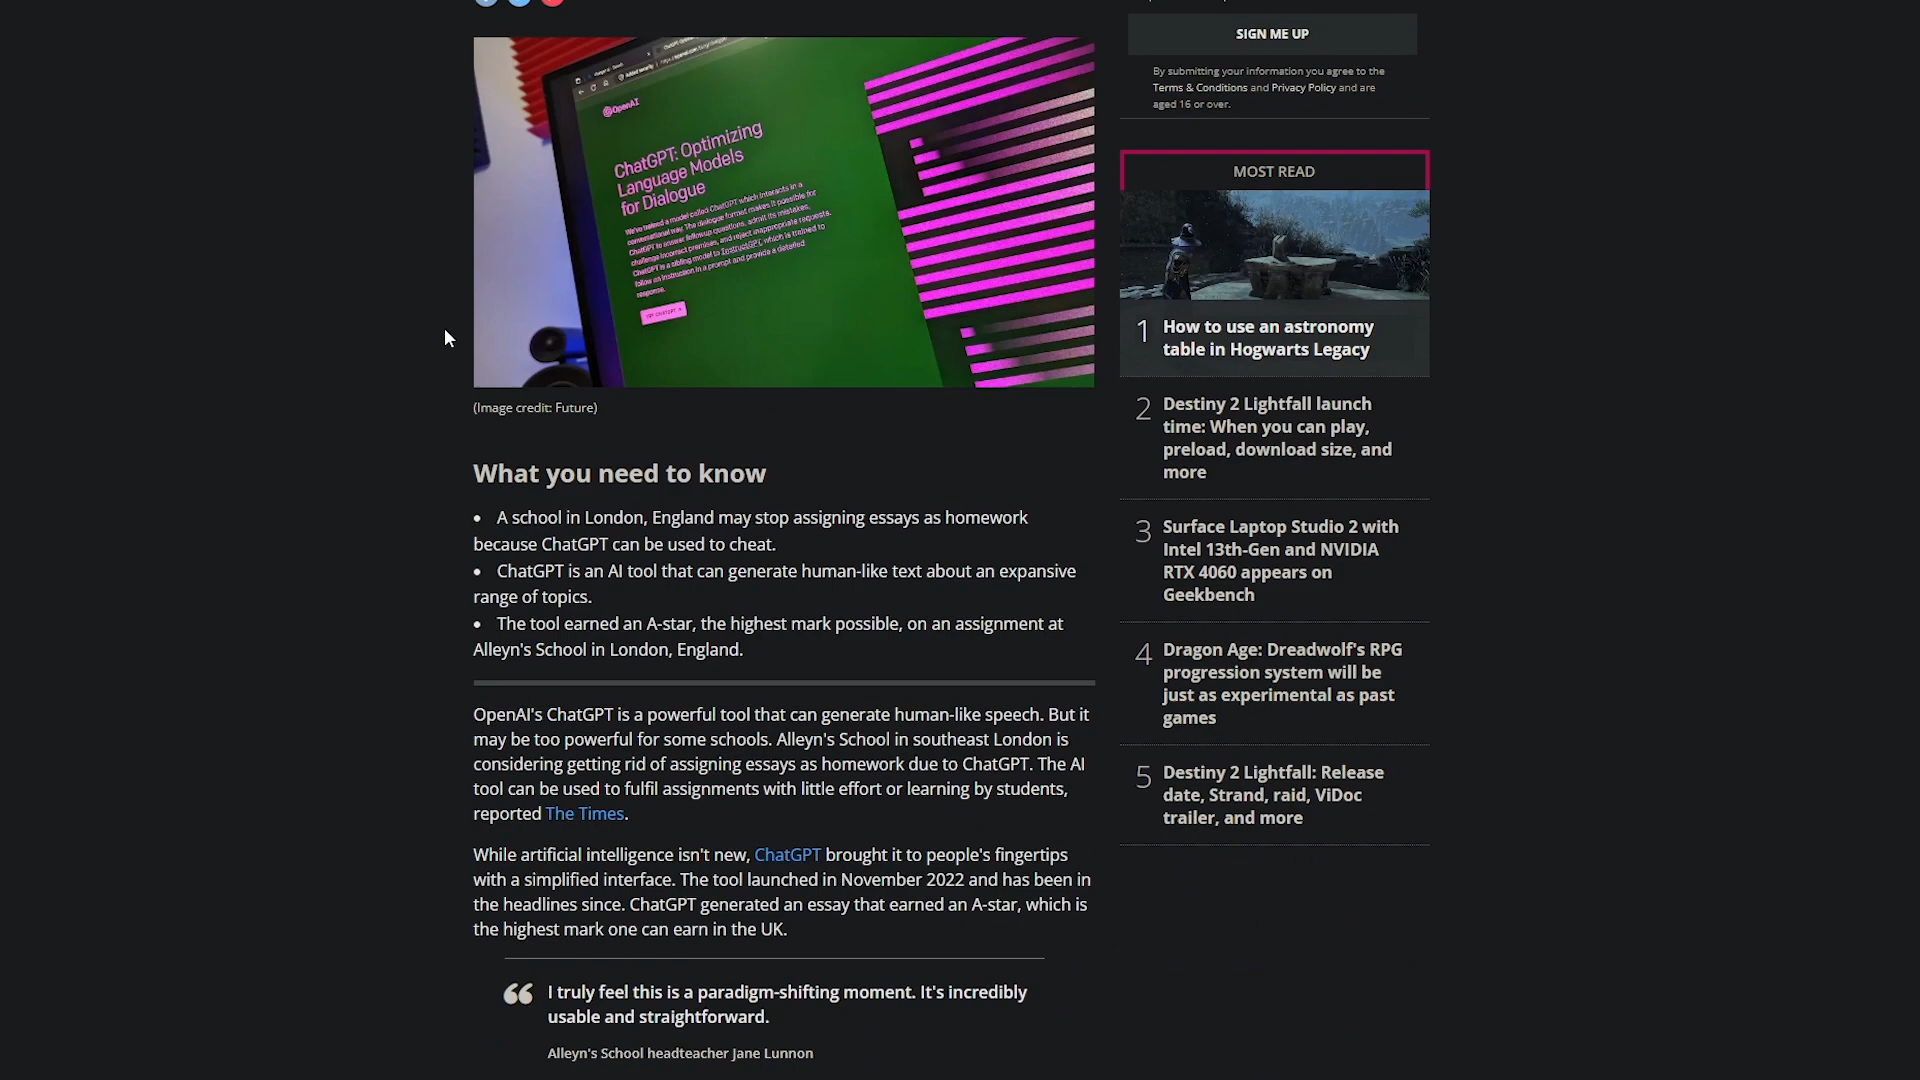 OpenAI
ChatGPT: Optimizing
Language Models
for Dialogue
We've trained a model called ChatGPT which interacts in a
conversational way. The dialogue format makes it possible for
ChatGPT to answer followup questions, admit its mistakes,
challenge incorrect premises, and reject inappropriate requests.
ChatGPT is a sibling model to InstructGPT, which is trained to
follow an instruction in a prompt and provide a detailed
response.
TRY CHATGPT
(Image credit: Future)
What you need to know
• A school in London, England may stop assigning essays as homework
because ChatGPT can be used to cheat.
• ChatGPT is an AI tool that can generate human-like text about an expansive
range of topics.
• The tool earned an A-star, the highest mark possible, on an assignment at
Alleyn's School in London, England.
OpenAI's ChatGPT is a powerful tool that can generate human-like speech. But it
may be too powerful for some schools. Alleyn's School in southeast London is
considering getting rid of assigning essays as homework due to ChatGPT. The AI
tool can be used to fulfil assignments with little effort or learning by students,
reported The Times.
While artificial intelligence isn't new, ChatGPT brought it to people's fingertips
with a simplified interface. The tool launched in November 2022 and has been in
the headlines since. ChatGPT generated an essay that earned an A-star, which is
the highest mark one can earn in the UK.
“ I truly feel this is a paradigm-shifting moment. It's incredibly
usable and straightforward.
Alleyn's School headteacher Jane Lunnon
SIGN ME UP
By submitting your information you agree to the
Terms & Conditions and Privacy Policy and are
aged 16 or over.
MOST READ
1 How to use an astronomy
table in Hogwarts Legacy
2 Destiny 2 Lightfall launch
time: When you can play,
preload, download size, and
more
3 Surface Laptop Studio 2 with
Intel 13th-Gen and NVIDIA
RTX 4060 appears on
Geekbench
4 Dragon Age: Dreadwolf's RPG
progression system will be
just as experimental as past
games
5 Destiny 2 Lightfall: Release
date, Strand, raid, ViDoc
trailer, and more